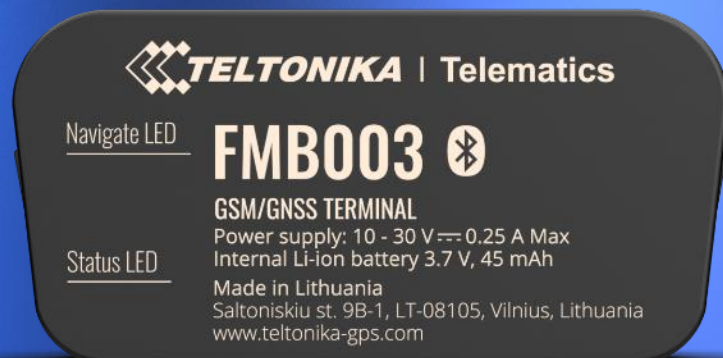 TELTONIKA | Telematics
Navigate LED
FMB003
GSM/GNSS TERMINAL
Power supply: 10 - 30 V⎓0.25 A Max
Status LED
Internal Li-ion battery 3.7 V, 45 mAh
Made in Lithuania
Saltoniskiu st. 9B-1, LT-08105, Vilnius, Lithuania
www.teltonika-gps.com